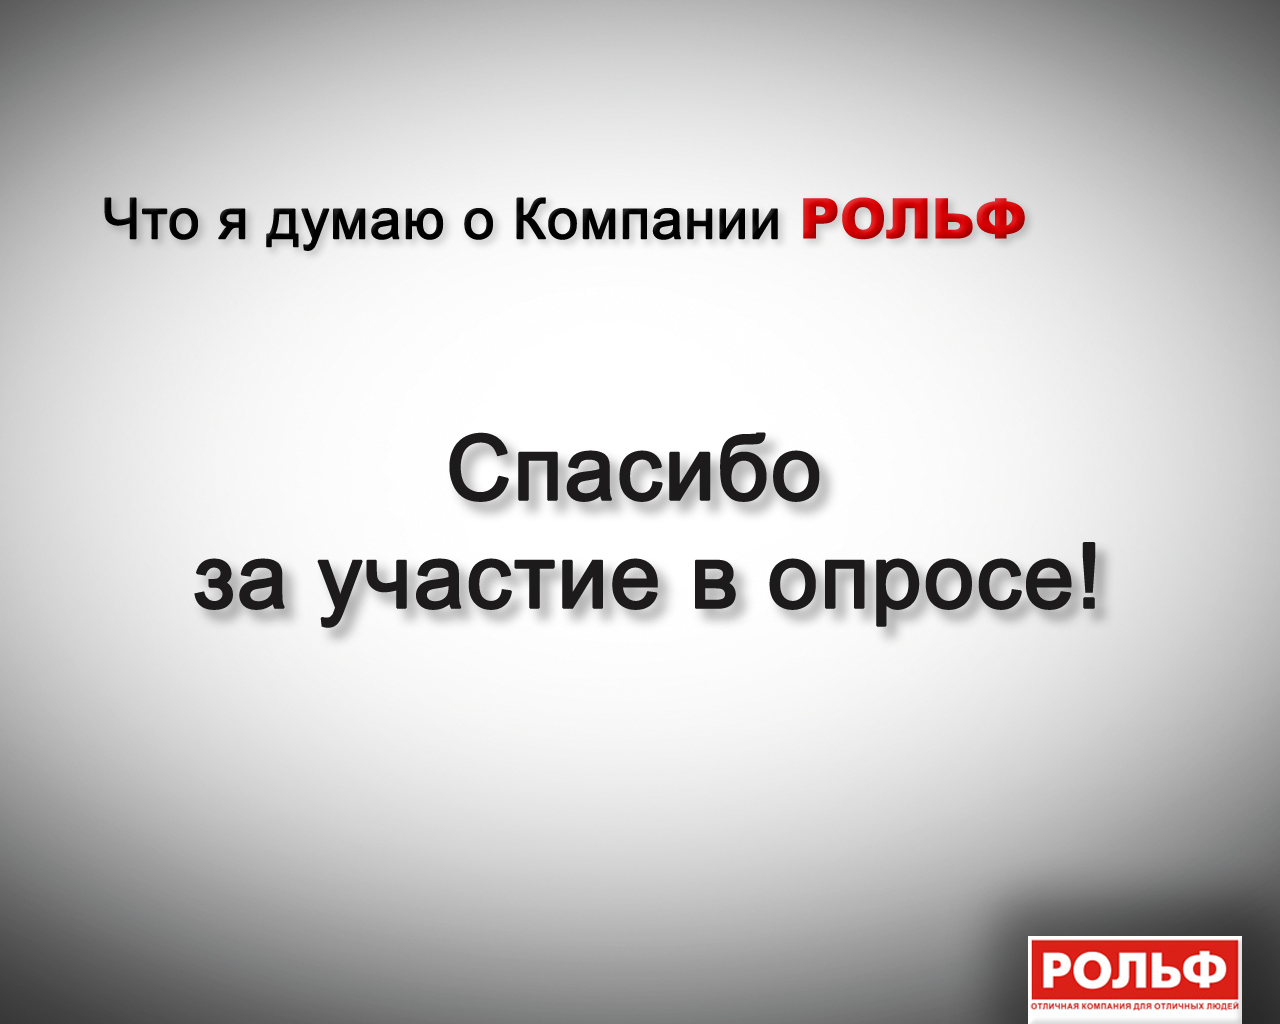 Что я думаю о Компании РОЛЬФ
Спасибо
за участие в опросе!
РОЛЬФ
ОТЛИЧНАЯ КОМПАНИЯ ДЛЯ ОТЛИЧНЫХ ЛЮДЕЙ